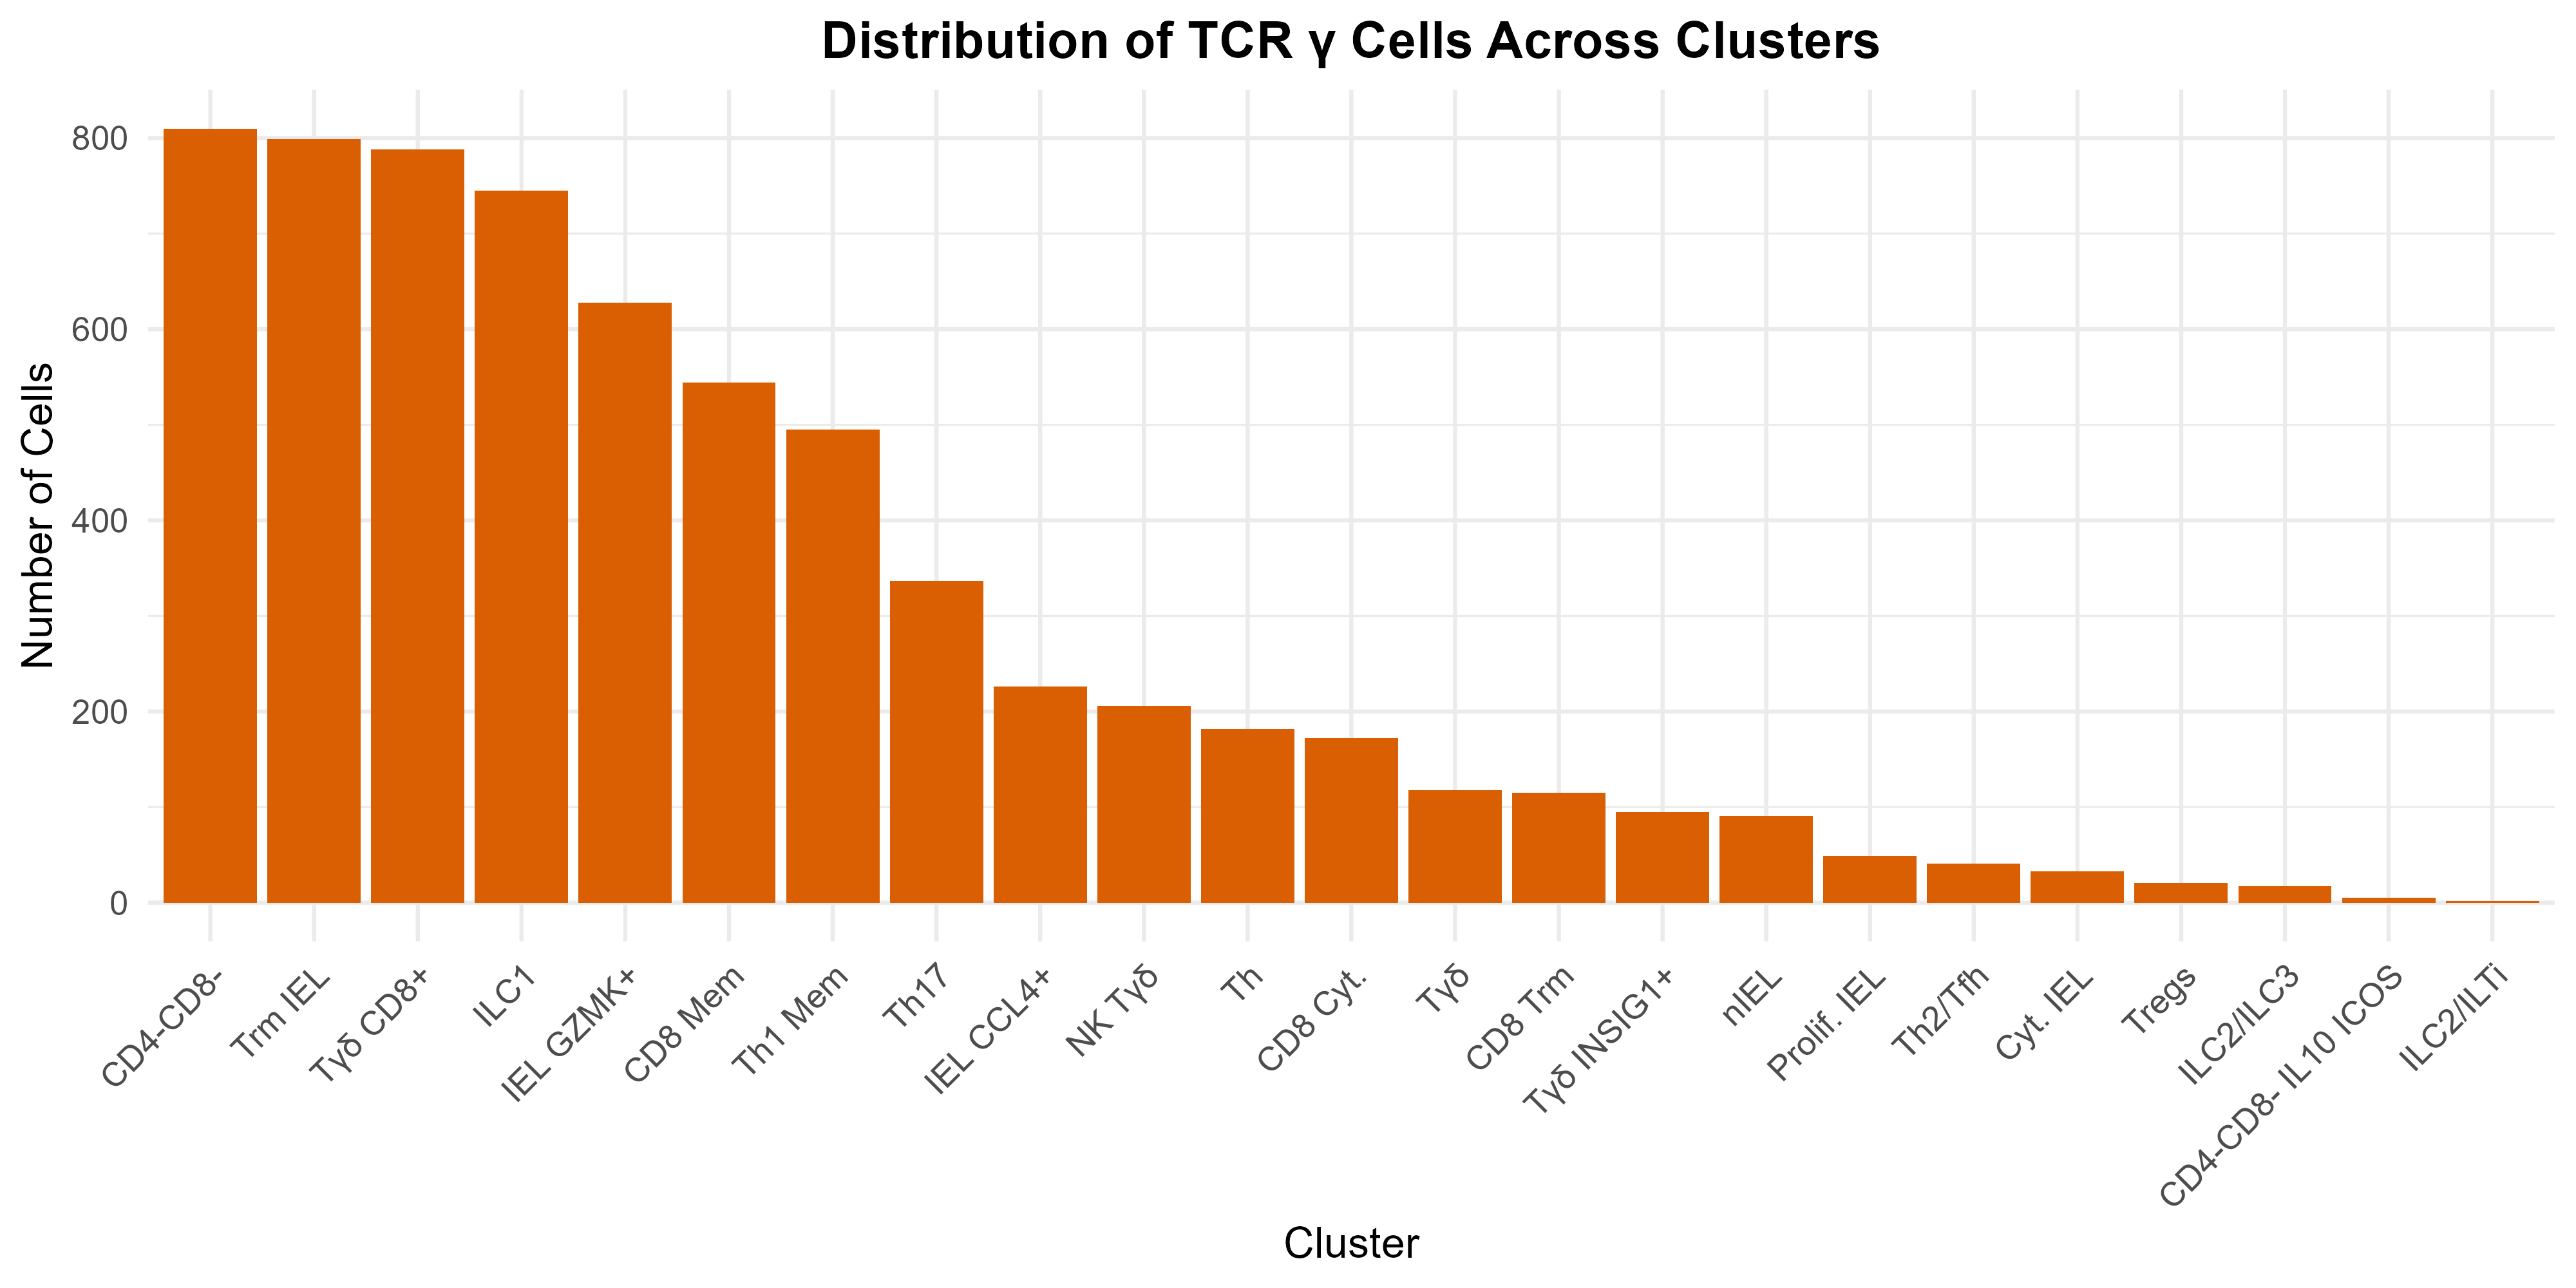 Distribution of TCR γ Cells Across Clusters
Number of Cells
800
600
400
200
0
CD4-CD8-
Trm IEL
Tγδ CD8+
ILC1
IEL GZMK+
CD8 Mem
Th1 Mem
Th17
IEL CCL4+
NK Tγδ
Th
CD8 Cyt.
Tγδ
CD8 Trm
Tγδ INSIG1+
nIEL
Prolif. IEL
Th2/Tfh
Cyt. IEL
Tregs
ILC2/ILC3
CD4-CD8- IL10 ICOS
ILC2/ILTi
Cluster